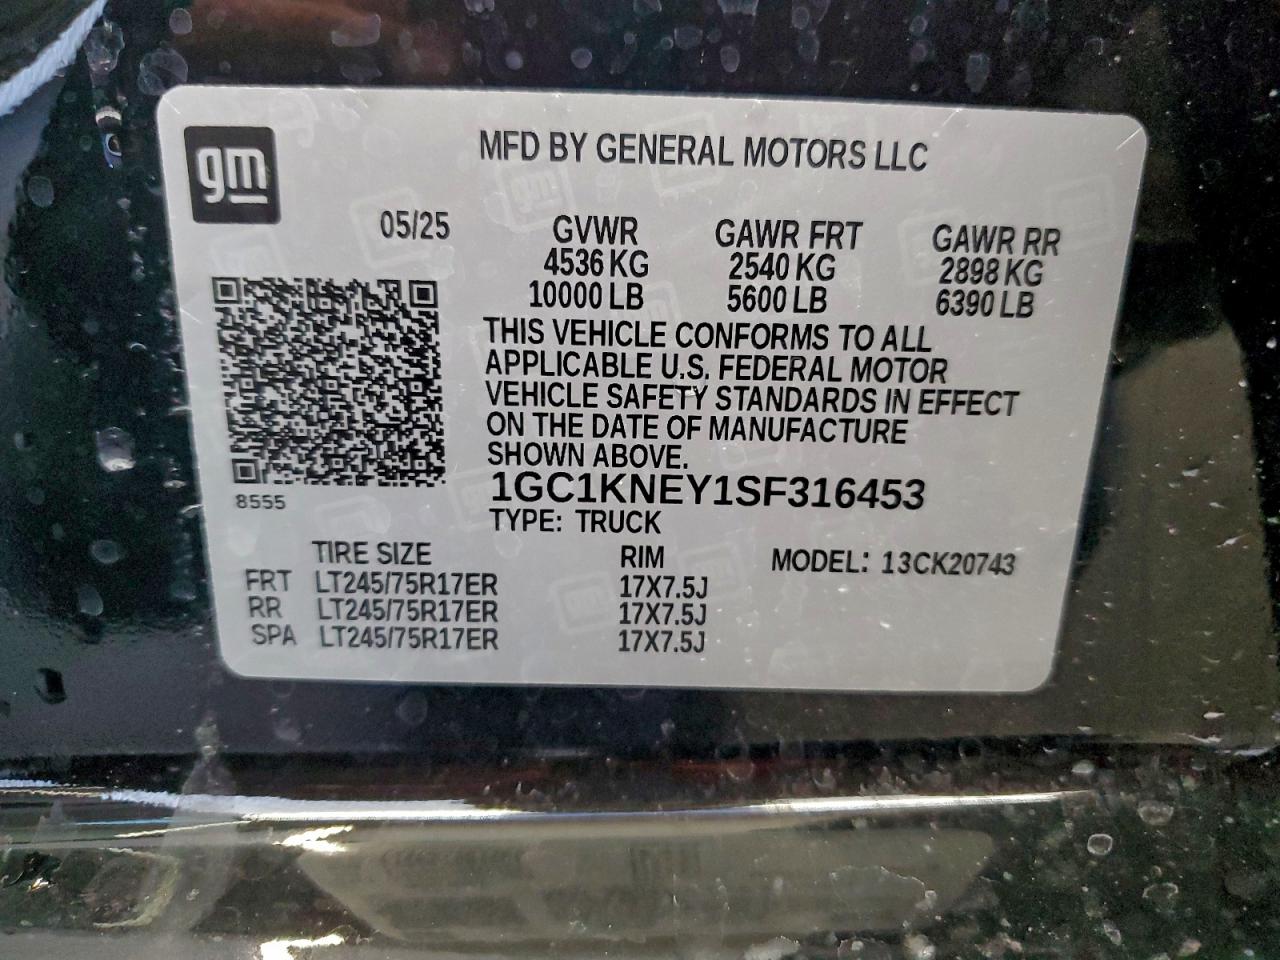 gm
MFD BY GENERAL MOTORS LLC
05/25 GVWR GAWR FRT GAWR RR
4536 KG 2540 KG 2898 KG
10000 LB 5600 LB 6390 LB
THIS VEHICLE CONFORMS TO ALL
APPLICABLE U.S. FEDERAL MOTOR
VEHICLE SAFETY STANDARDS IN EFFECT
ON THE DATE OF MANUFACTURE
SHOWN ABOVE.
8555
1GC1KNEY1SF316453
TYPE: TRUCK
TIRE SIZE RIM MODEL: 13CK20743
FRT LT245/75R17ER 17X7.5J
RR LT245/75R17ER 17X7.5J
SPA LT245/75R17ER 17X7.5J